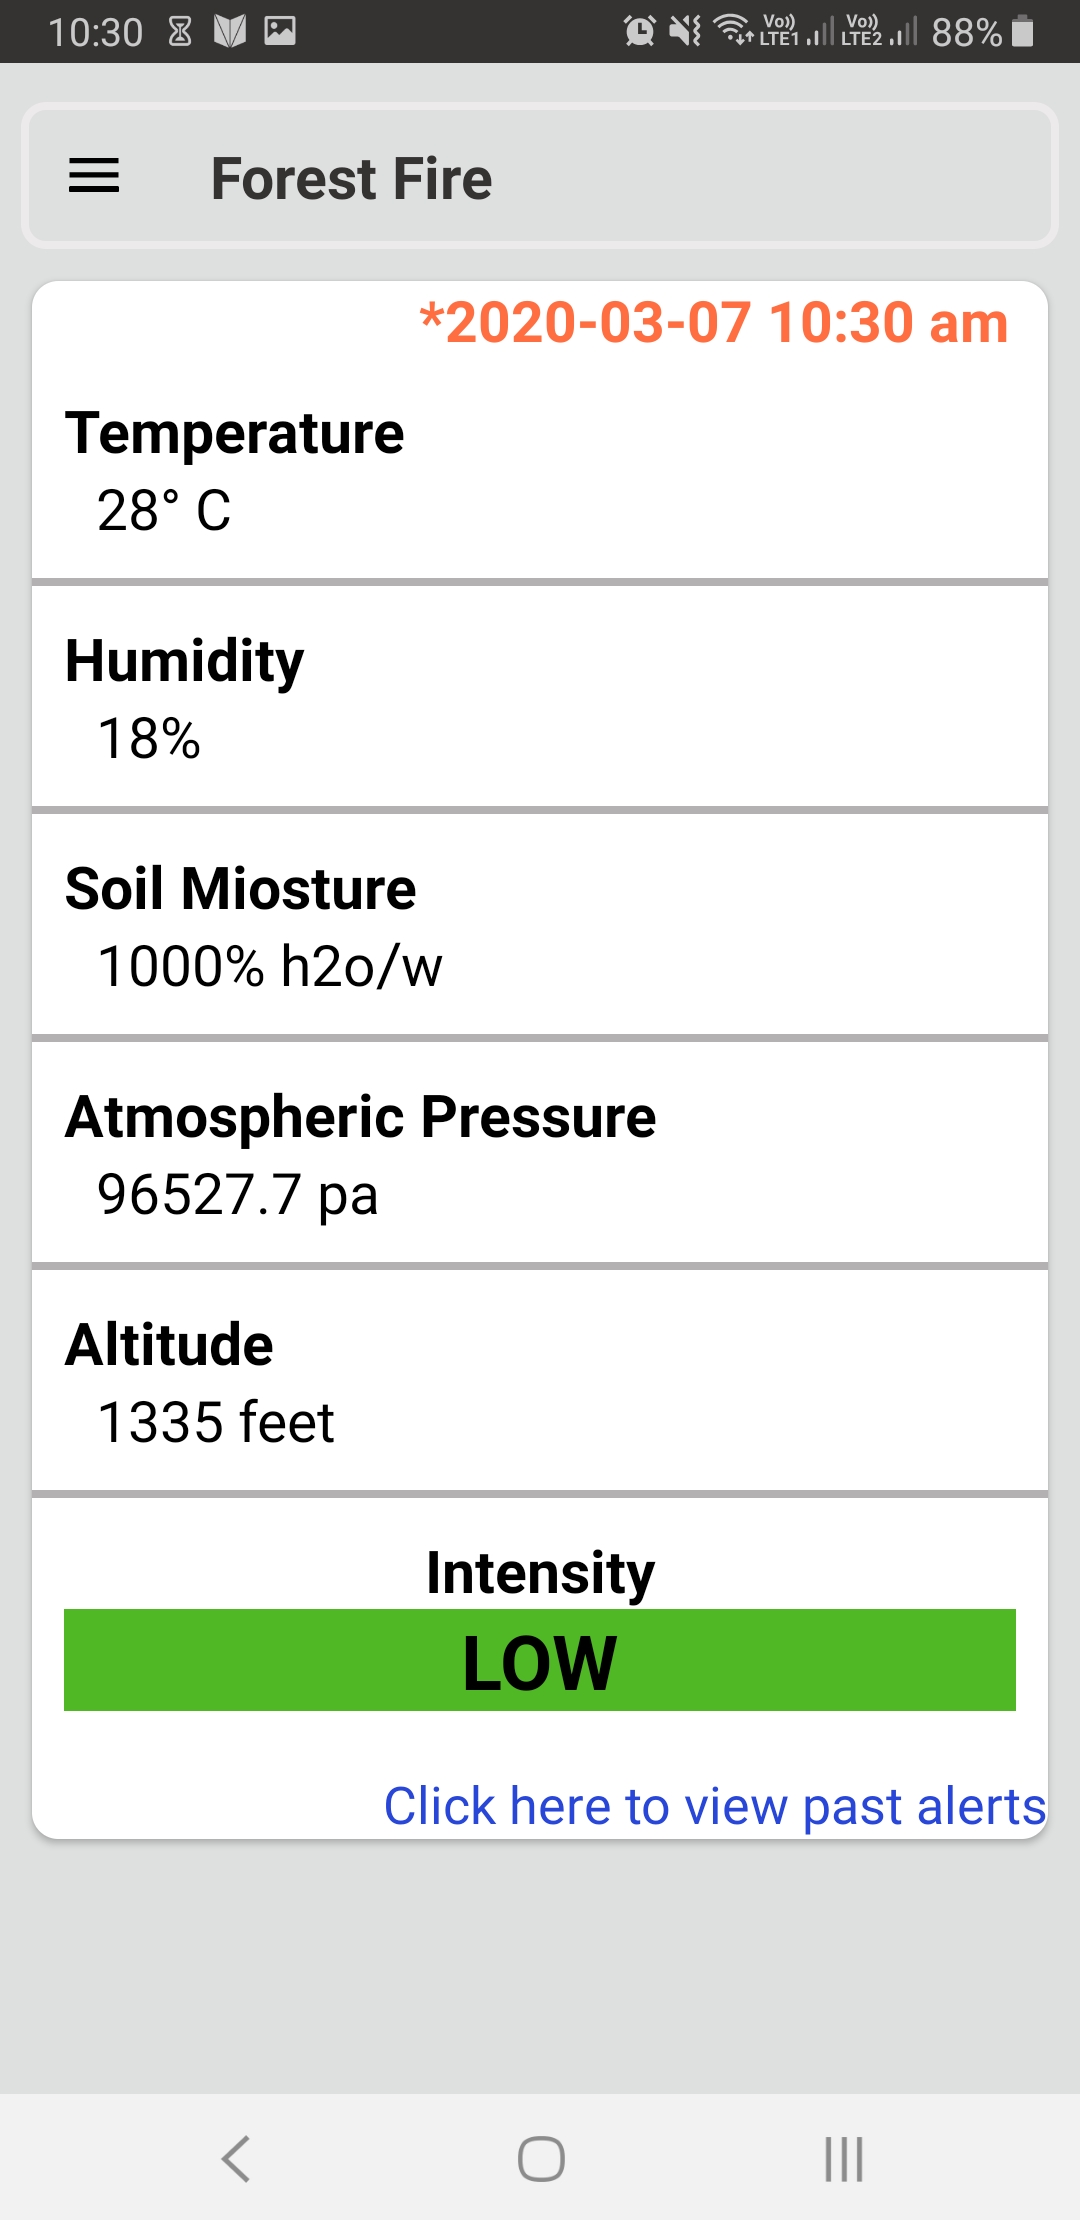 10:30 Vo)) LTE1 Vo)) LTE2 88%
Forest Fire
*2020-03-07 10:30 am
Temperature
28° C
Humidity
18%
Soil Miosture
1000% h2o/w
Atmospheric Pressure
96527.7 pa
Altitude
1335 feet
Intensity
LOW
Click here to view past alerts